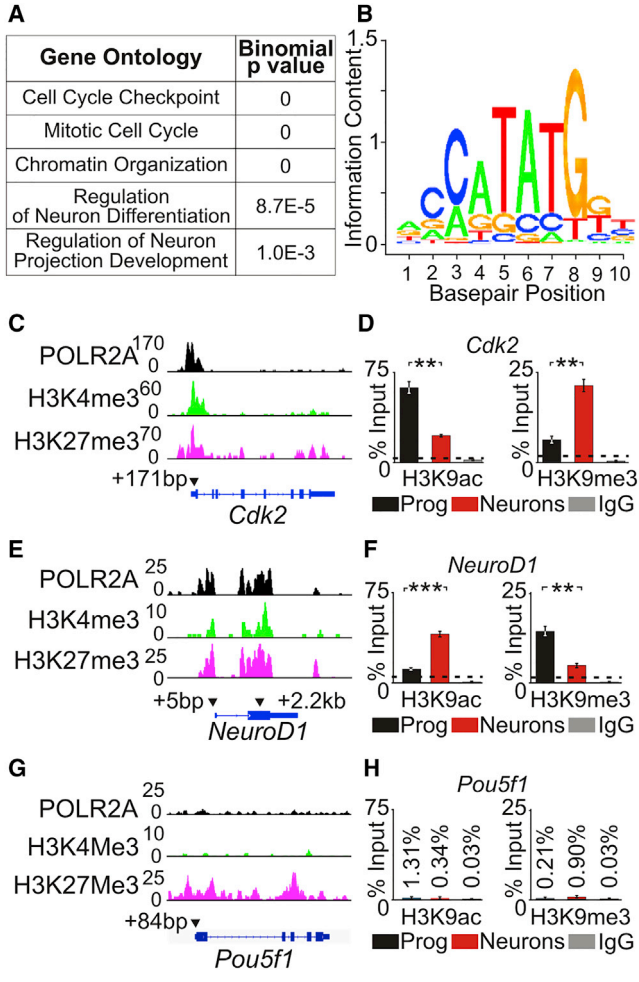 A
Gene Ontology
Binomial
p value
Cell Cycle Checkpoint
0
Mitotic Cell Cycle
0
Chromatin Organization
0
Regulation
of Neuron Differentiation
8.7E-5
Regulation of Neuron
Projection Development
1.0E-3
B
Information Content
1.5
1
0
CATATG
1 2 3 4 5 6 7 8 9 10
Basepair Position
C
POLR2A
170
0
H3K4me3
60
0
H3K27me3
70
0
+171bp
Cdk2
D
Cdk2
% Input
75
0
**
H3K9ac
% Input
25
0
**
H3K9me3
Prog Neurons IgG
E
POLR2A
25
0
H3K4me3
10
0
H3K27me3
25
0
+5bp
+2.2kb
NeuroD1
F
NeuroD1
% Input
75
0
***
H3K9ac
% Input
25
0
**
H3K9me3
Prog Neurons IgG
G
POLR2A
25
0
H3K4Me3
10
0
H3K27Me3
25
0
+84bp
Pou5f1
H
Pou5f1
% Input
75
0
1.31%
0.34%
0.03%
H3K9ac
% Input
25
0
0.21%
0.90%
0.03%
H3K9me3
Prog Neurons IgG